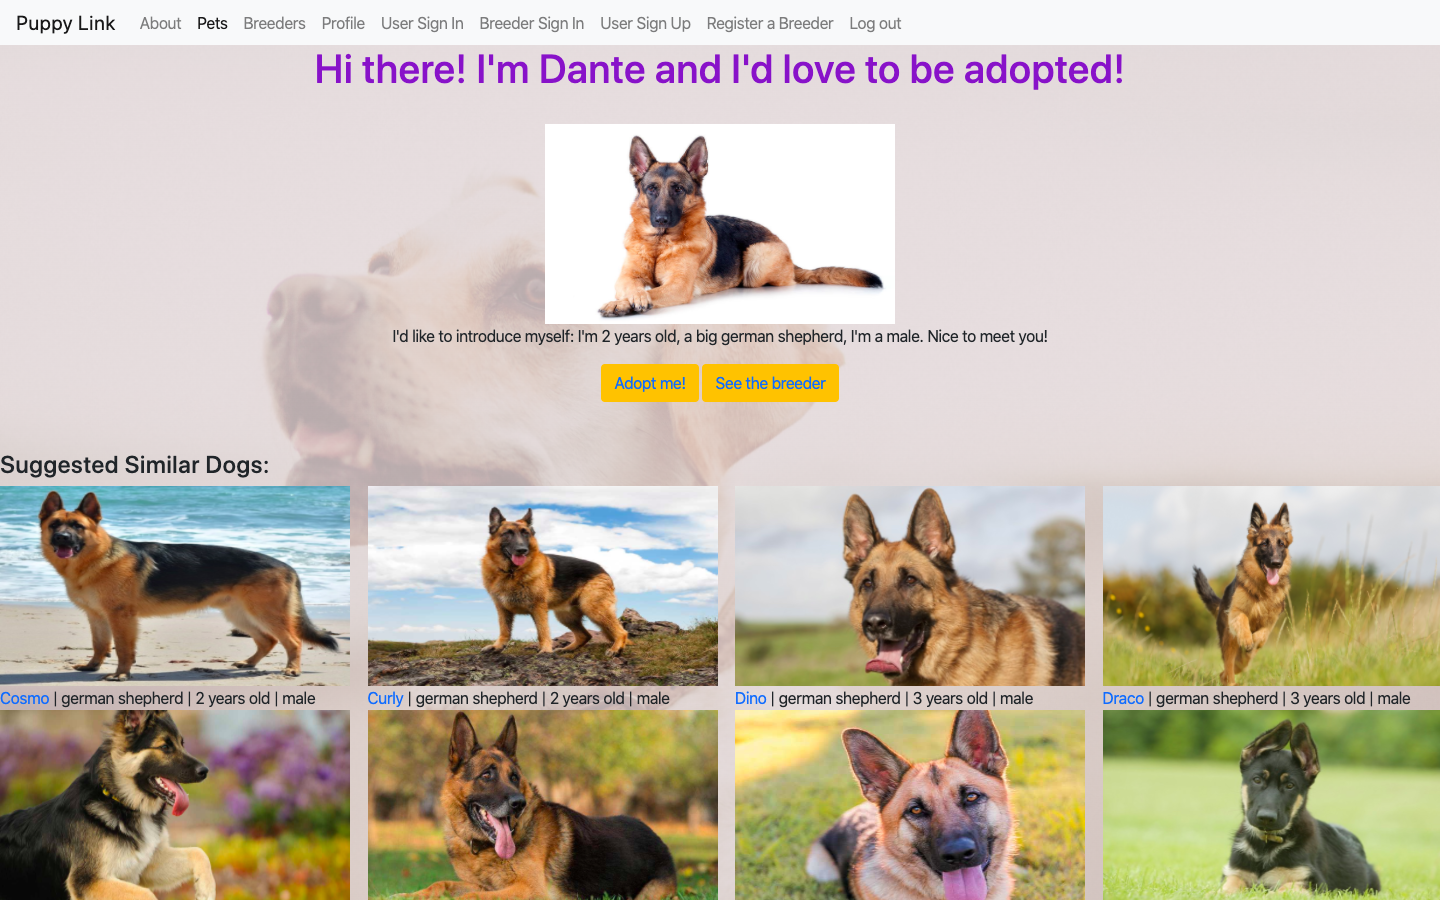 Puppy Link About Pets Breeders Profile User Sign In Breeder Sign In User Sign Up Register a Breeder Log out
Hi there! I'm Dante and I'd love to be adopted!
I'd like to introduce myself: I'm 2 years old, a big german shepherd, I'm a male. Nice to meet you!
Adopt me! See the breeder
Suggested Similar Dogs:
Cosmo | german shepherd | 2 years old | male
Curly | german shepherd | 2 years old | male
Dino | german shepherd | 3 years old | male
Draco | german shepherd | 3 years old | male